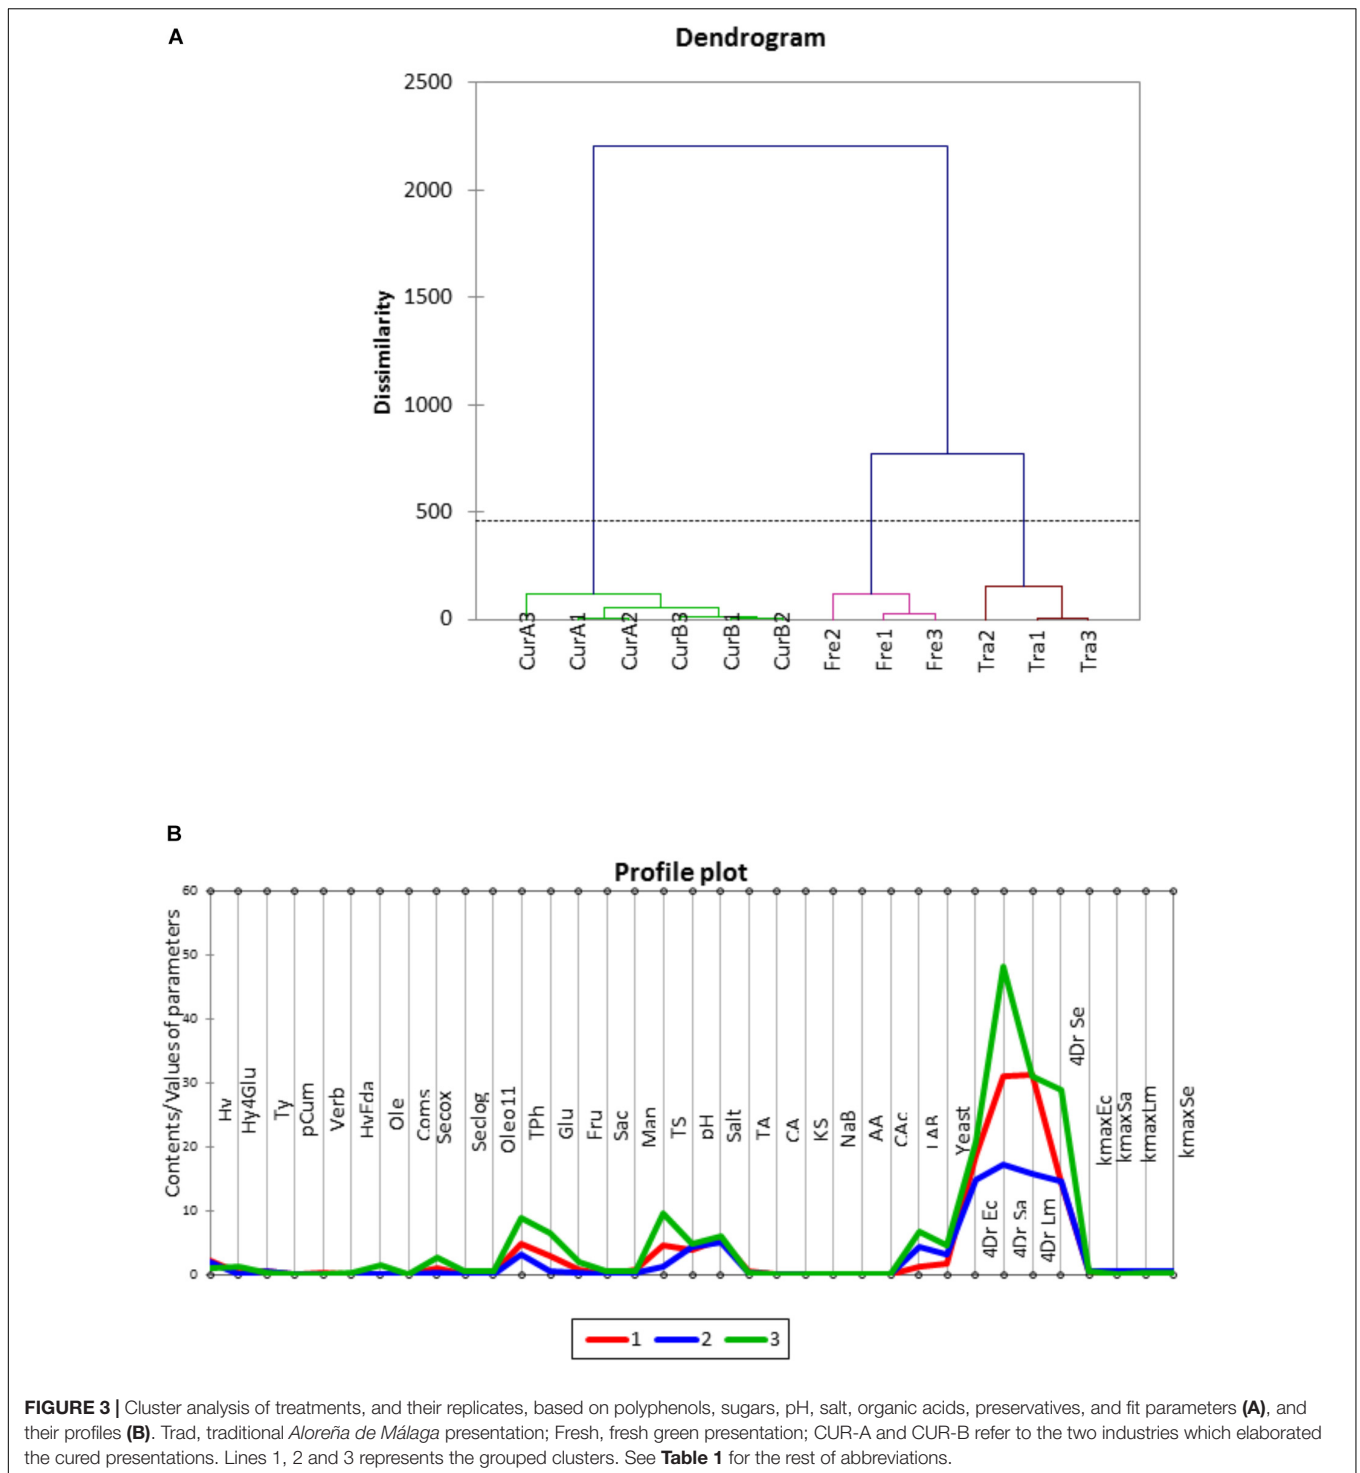 A
Dendrogram
2500
2000
1500
1000
500
0
Dissimilarity
CurA3
CurA1
CurA2
CurB3
CurB1
CurB2
Fre2
Fre1
Fre3
Tra2
Tra1
Tra3
B
Profile plot
60
50
40
30
20
10
0
Contents/Values of parameters
Hy
Hy4Glu
Ty
pCum
Verb
HyEda
Ole
Coms
Secox
Seclog
Oleo11
TPh
Glu
Fru
Sac
Man
TS
pH
Salt
TA
CA
KS
NaB
AA
CAc
LAB
Yeast
4Dr Ec
4Dr Sa
4Dr Lm
4Dr Se
kmaxEc
kmaxSa
kmaxLm
kmaxSe
1 2 3
FIGURE 3 | Cluster analysis of treatments, and their replicates, based on polyphenols, sugars, pH, salt, organic acids, preservatives, and fit parameters (A), and
their profiles (B). Trad, traditional Aloreña de Málaga presentation; Fresh, fresh green presentation; CUR-A and CUR-B refer to the two industries which elaborated
the cured presentations. Lines 1, 2 and 3 represents the grouped clusters. See Table 1 for the rest of abbreviations.